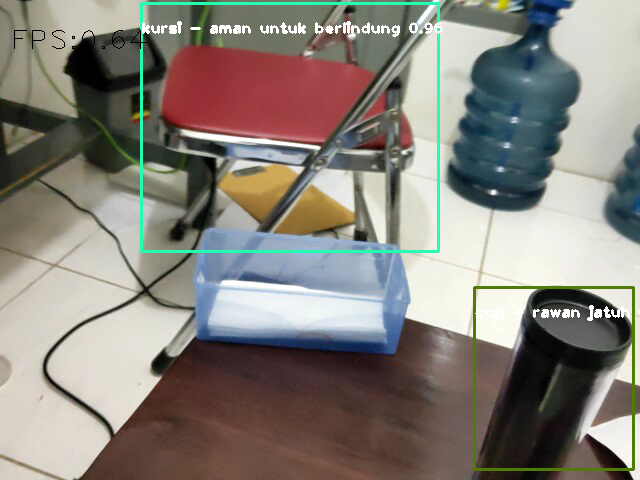 kursi - aman untuk berlindung 0.96
FPS:0.64
cup - rawan jatuh